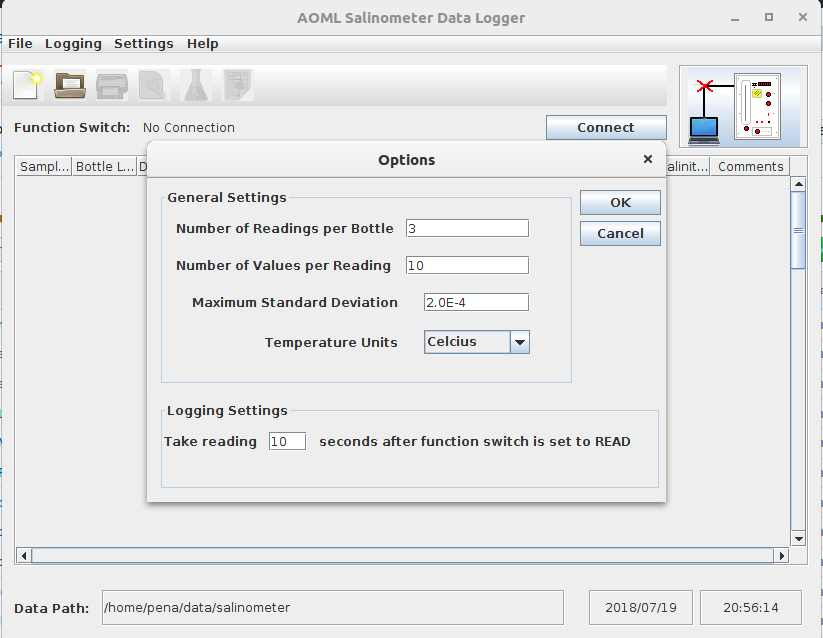 AOML Salinometer Data Logger
File Logging Settings Help
Function Switch: No Connection Connect
Sampl... Bottle L... Comments
Options
General Settings
OK
Number of Readings per Bottle 3
Cancel
Number of Values per Reading 10
Maximum Standard Deviation 2.0E-4
Temperature Units Celcius
Logging Settings
Take reading 10 seconds after function switch is set to READ
Data Path: /home/pena/data/salinometer 2018/07/19 20:56:14